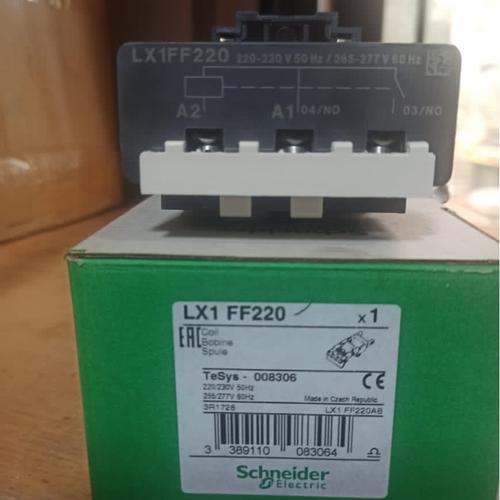 LX1FF220 220-230 V 50 Hz / 265-277 V 60 Hz
A2 A1 04/NO 03/NO
LX1 FF220 x1
EAC Coil
Bobine
Spule
TeSys - 008306
220/230V 50Hz
255/277V 60Hz Made in Czech Republic
CE
3R1726 LX1 FF220AB
3 389110 083064
Schneider
Electric